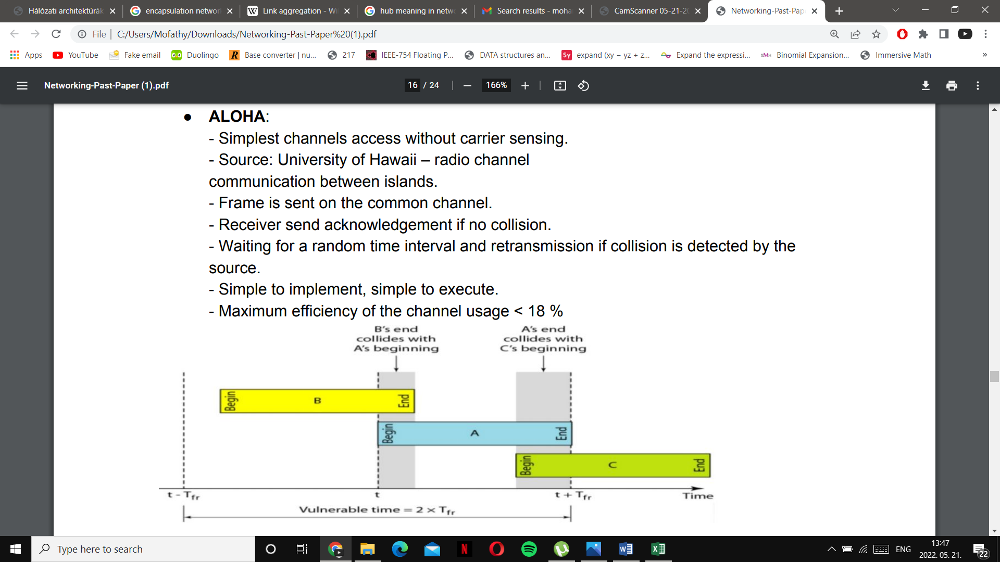 Hálózati architektúrák
encapsulation networ
Link aggregation - Wi
hub meaning in netw
Search results - moha
CamScanner 05-21-20
Networking-Past-Pap
File
C:/Users/Mofathy/Downloads/Networking-Past-Paper%20(1).pdf
Apps
YouTube
Fake email
Duolingo
Base converter | nu...
217
IEEE-754 Floating P...
DATA structures an...
expand (xy − yz + z...
Expand the expressi...
Binomial Expansion...
Immersive Math
»
Networking-Past-Paper (1).pdf
16 / 24
166%
● ALOHA:
- Simplest channels access without carrier sensing.
- Source: University of Hawaii – radio channel
communication between islands.
- Frame is sent on the common channel.
- Receiver send acknowledgement if no collision.
- Waiting for a random time interval and retransmission if collision is detected by the
source.
- Simple to implement, simple to execute.
- Maximum efficiency of the channel usage < 18 %
B's end
collides with
A's beginning
A's end
collides with
C's beginning
Begin
B
End
Begin
A
End
Begin
C
End
t - Tfr
t
t + Tfr
Time
Vulnerable time = 2 × Tfr
Type here to search
ENG
13:47
2022. 05. 21.
22